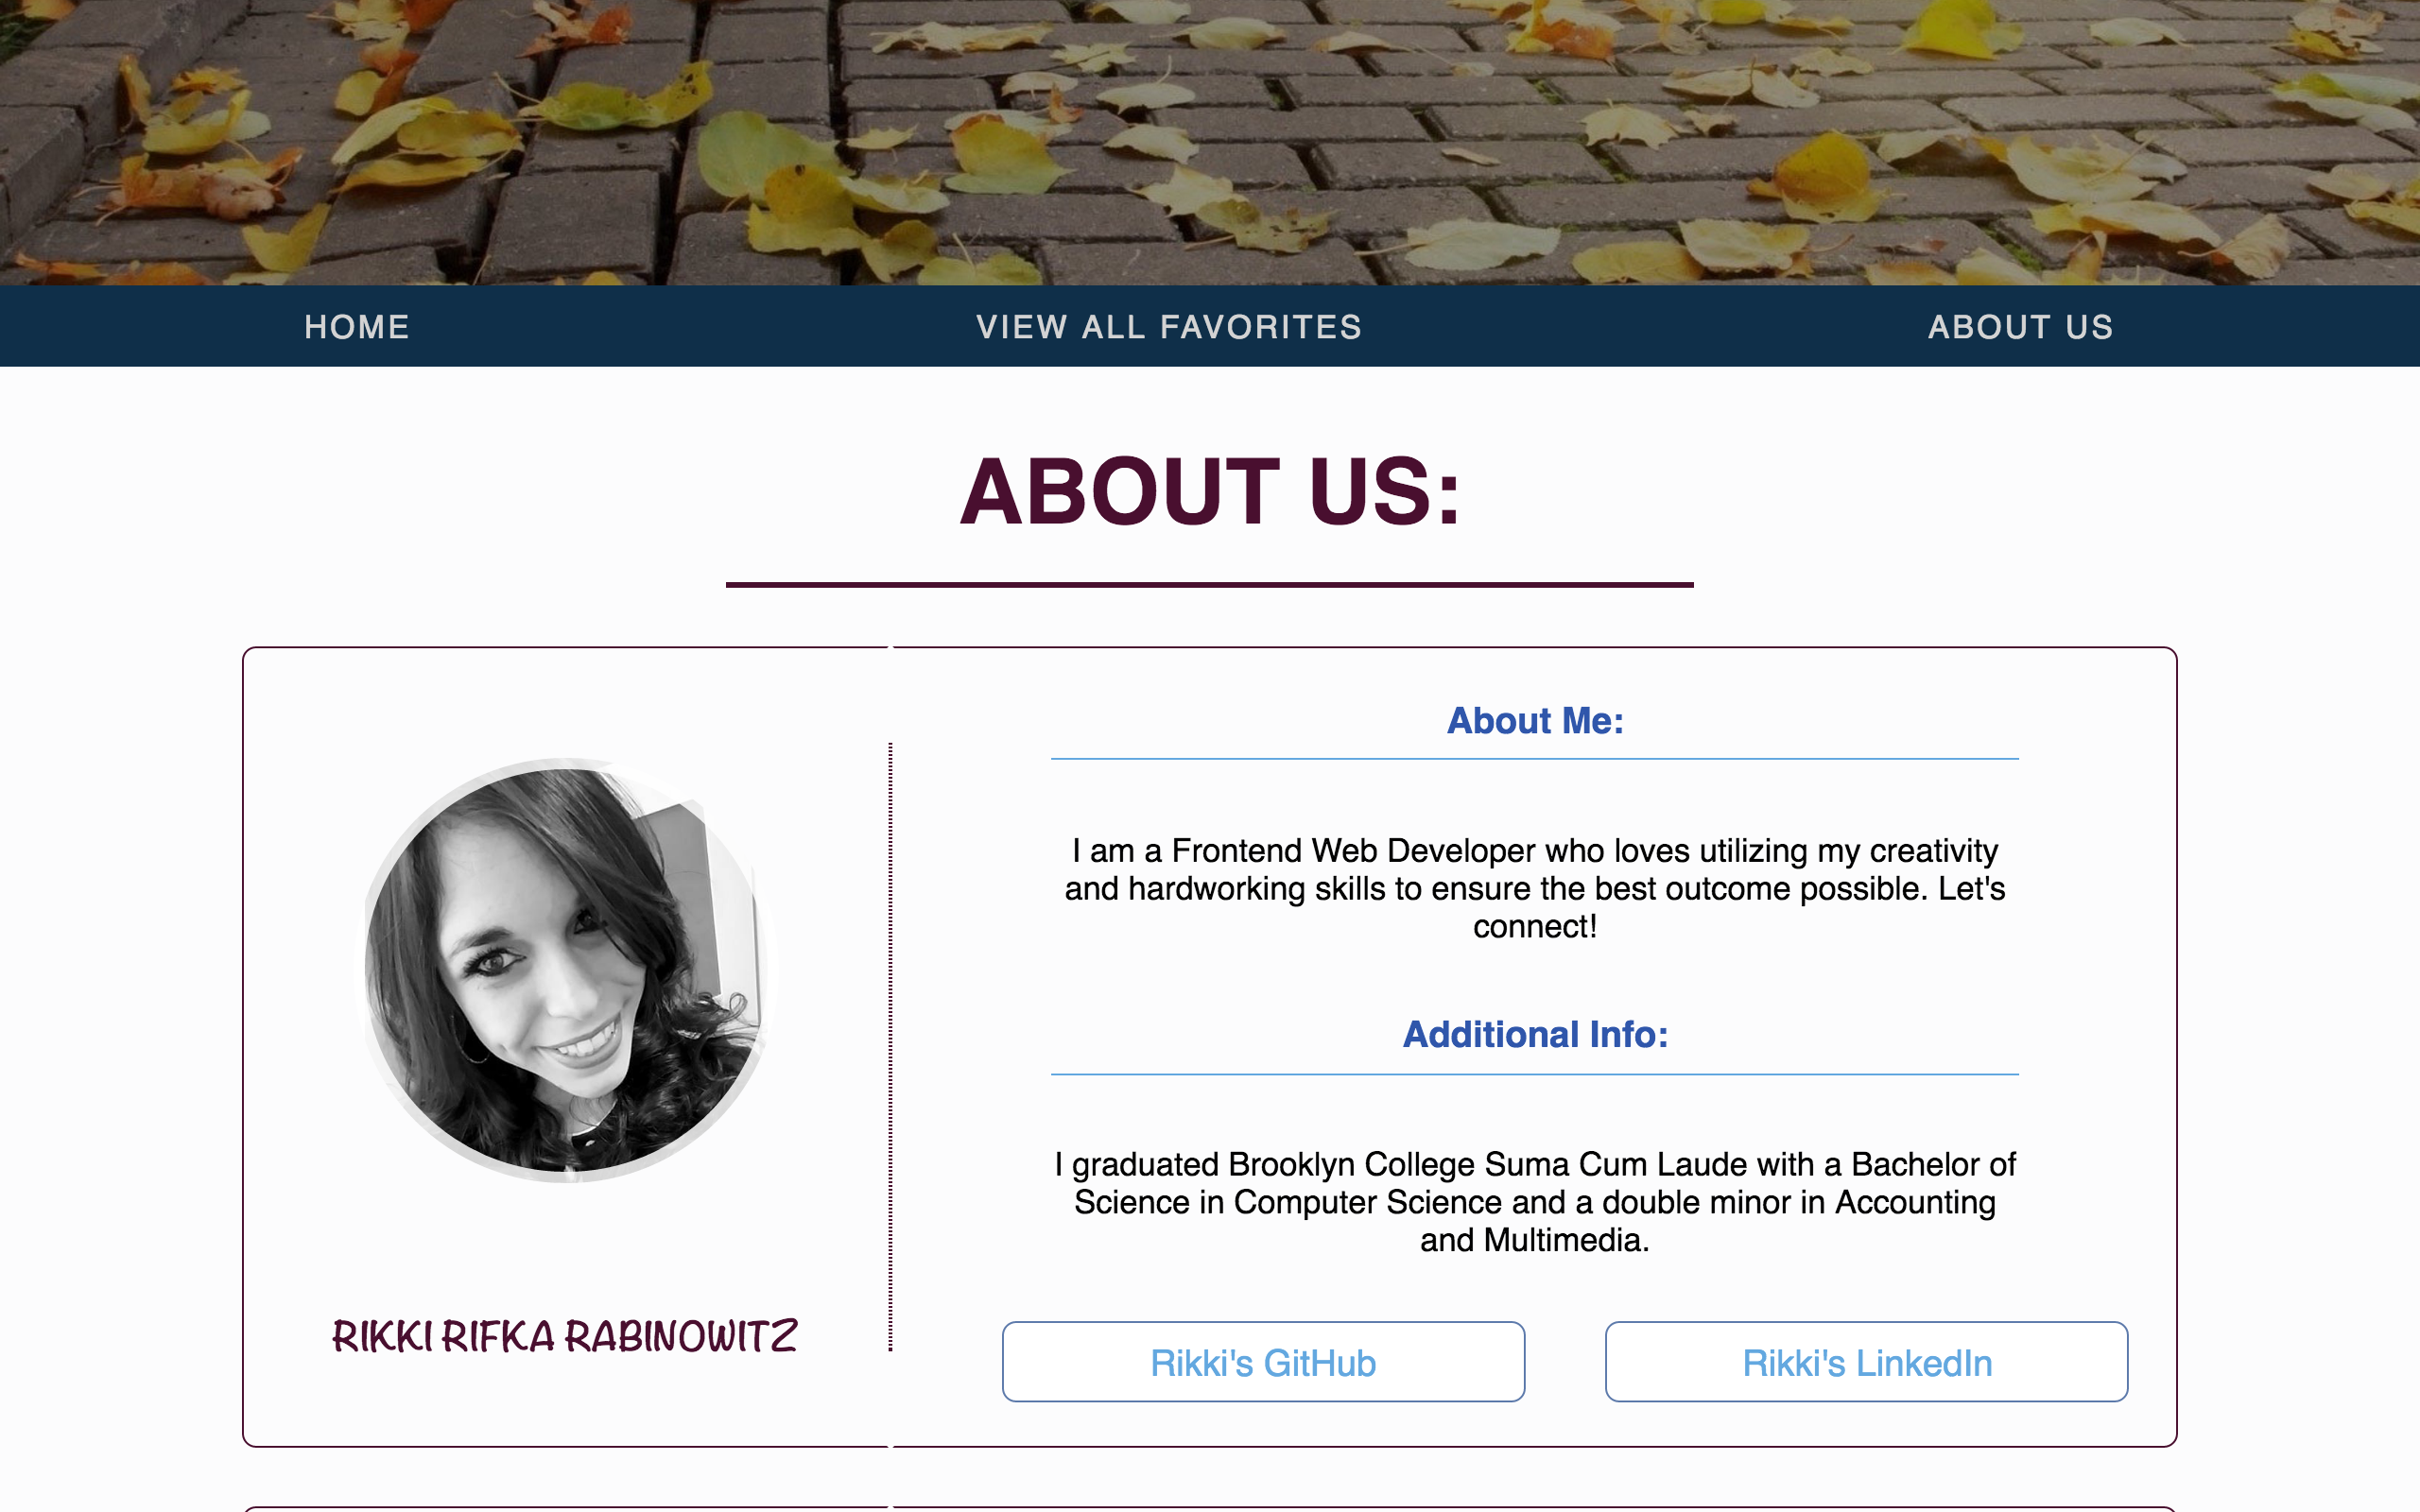 HOME
VIEW ALL FAVORITES
ABOUT US
ABOUT US:
RIKKI RIFKA RABINOWITZ
About Me:
I am a Frontend Web Developer who loves utilizing my creativity
and hardworking skills to ensure the best outcome possible. Let's
connect!
Additional Info:
I graduated Brooklyn College Suma Cum Laude with a Bachelor of
Science in Computer Science and a double minor in Accounting
and Multimedia.
Rikki's GitHub
Rikki's LinkedIn